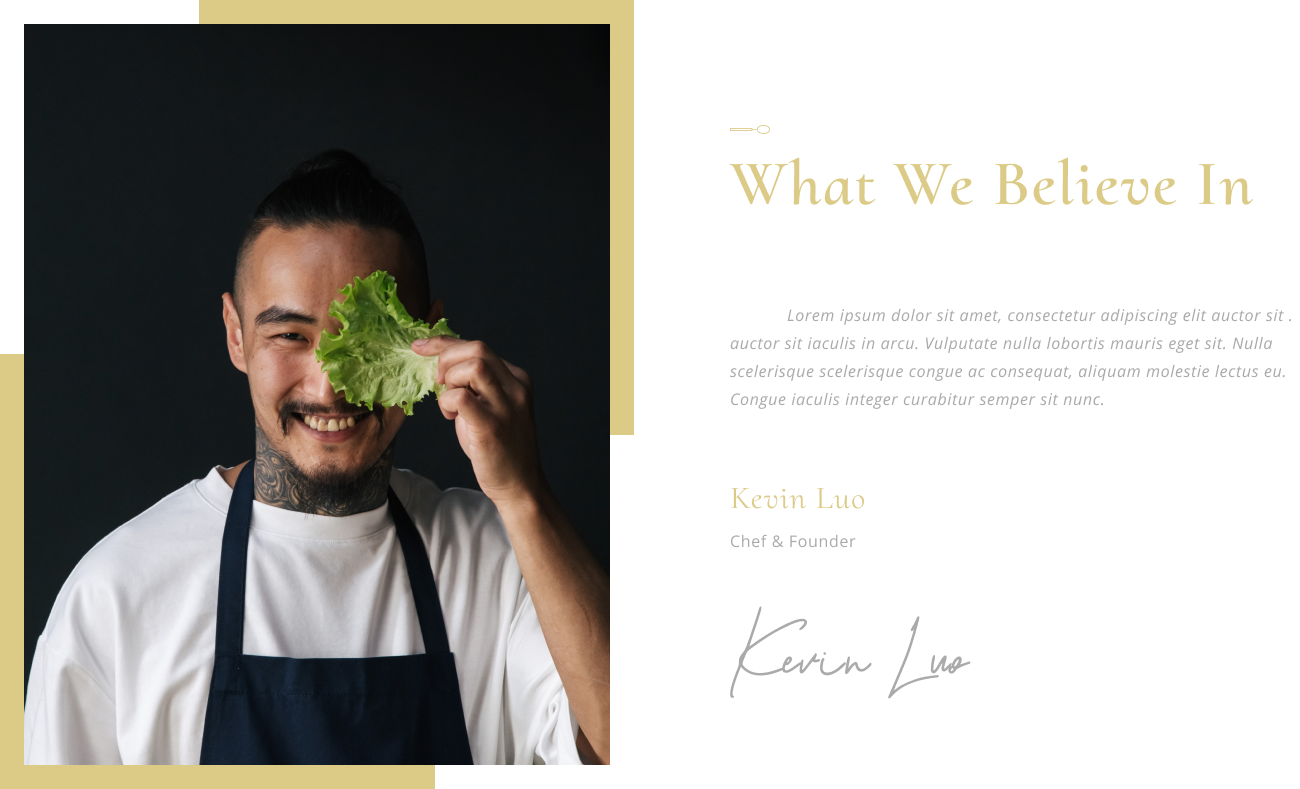 What We Believe In
Lorem ipsum dolor sit amet, consectetur adipiscing elit auctor sit .
auctor sit iaculis in arcu. Vulputate nulla lobortis mauris eget sit. Nulla
scelerisque scelerisque congue ac consequat, aliquam molestie lectus eu.
Congue iaculis integer curabitur semper sit nunc.
Kevin Luo
Chef & Founder
Kevin Luo